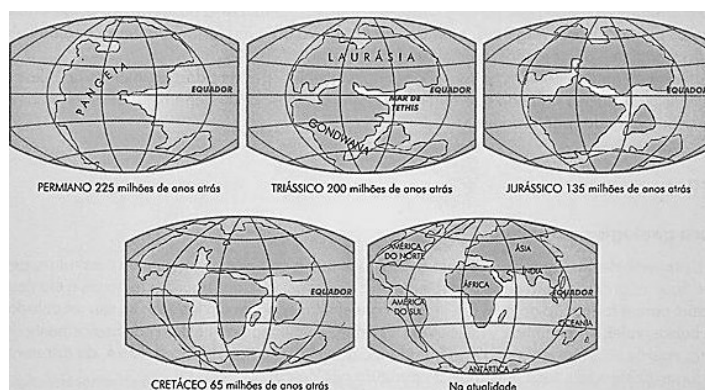 PANGEIA
EQUADOR
PERMIANO 225 milhões de anos atrás
LAURÁSIA
EQUADOR
MAR DE
TETHIS
GONDWANA
TRIÁSSICO 200 milhões de anos atrás
EQUADOR
JURÁSSICO 135 milhões de anos atrás
EQUADOR
CRETÁCEO 65 milhões de anos atrás
AMÉRICA
DO NORTE
ÁSIA
ÍNDIA
ÁFRICA
EQUADOR
AMÉRICA
DO SUL
OCEANIA
ANTÁRTICA
Na atualidade